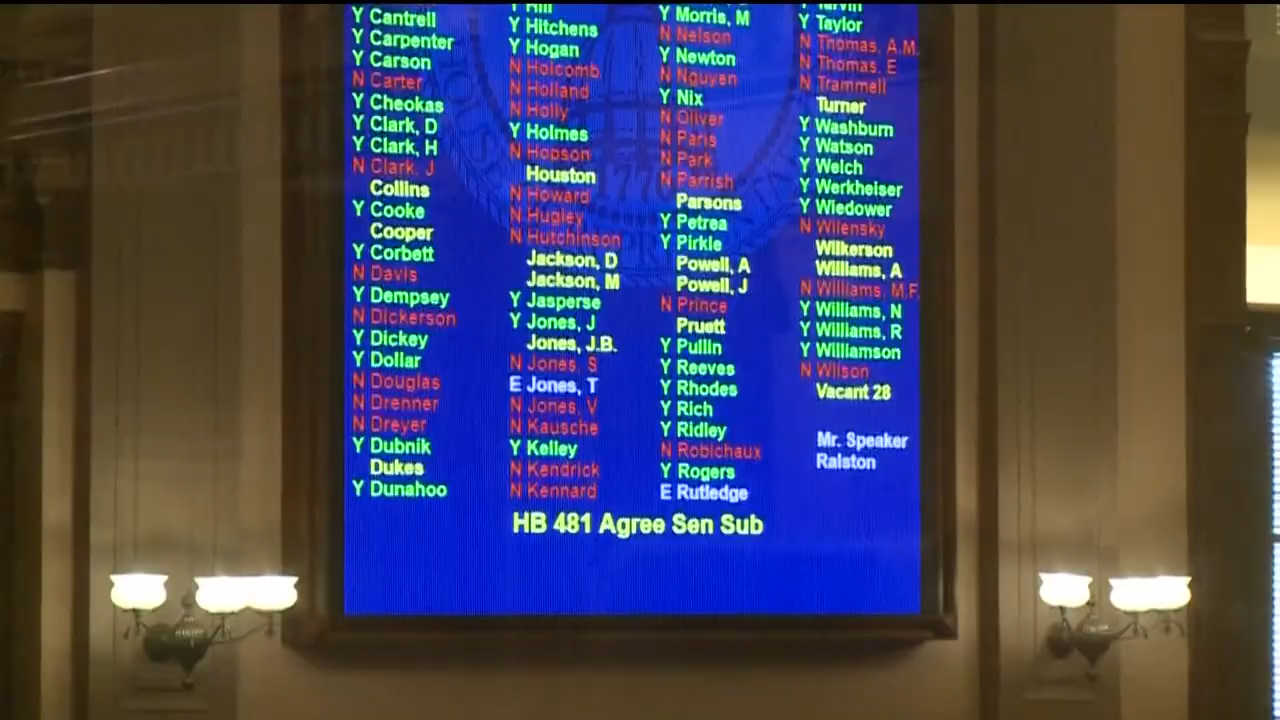 Y Cantrell
Y Carpenter
Y Carson
N Carter
Y Cheokas
Y Clark, D
Y Clark, H
N Clark, J
Collins
Y Cooke
Cooper
Y Corbett
N Davis
Y Dempsey
N Dickerson
Y Dickey
Y Dollar
N Douglas
N Drenner
N Dreyer
Y Dubnik
Dukes
Y Dunahoo
Y Hill
Y Hitchens
Y Hogan
N Holcomb
N Holland
N Holly
Y Holmes
N Hopson
Houston
N Howard
N Hugley
N Hutchinson
Jackson, D
Jackson, M
Y Jasperse
Y Jones, J
Jones, J.B.
N Jones, S
E Jones, T
N Jones, V
N Kausche
Y Kelley
N Kendrick
N Kennard
Y Morris, M
N Nelson
Y Newton
N Nguyen
Y Nix
N Oliver
N Paris
N Park
N Parrish
Parsons
Y Petrea
Y Pirkle
Powell, A
Powell, J
N Prince
Pruett
Y Pullin
Y Reeves
Y Rhodes
Y Rich
Y Ridley
N Robichaux
Y Rogers
E Rutledge
Y Tarvin
Y Taylor
N Thomas, A.M.
N Thomas, E
N Trammell
Turner
Y Washburn
Y Watson
Y Welch
Y Werkheiser
Y Wiedower
N Wilensky
Wilkerson
Williams, A
N Williams, M.F.
Y Williams, N
Y Williams, R
Y Williamson
N Wilson
Vacant 28
Mr. Speaker
Ralston
HB 481 Agree Sen Sub
1776